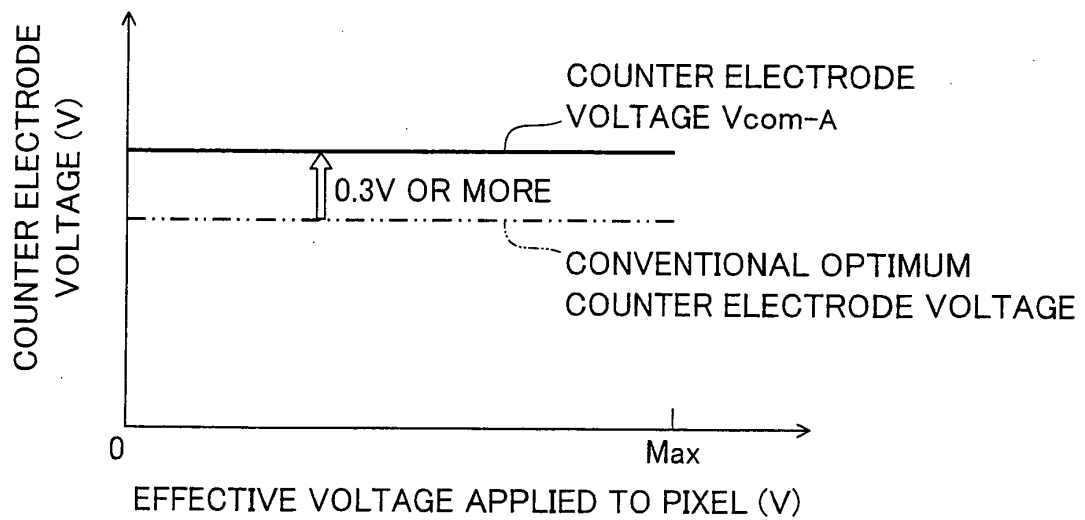 COUNTER ELECTRODE
VOLTAGE (V)
COUNTER ELECTRODE
VOLTAGE Vcom-A
0.3V OR MORE
CONVENTIONAL OPTIMUM
COUNTER ELECTRODE VOLTAGE
0
Max
EFFECTIVE VOLTAGE APPLIED TO PIXEL (V)